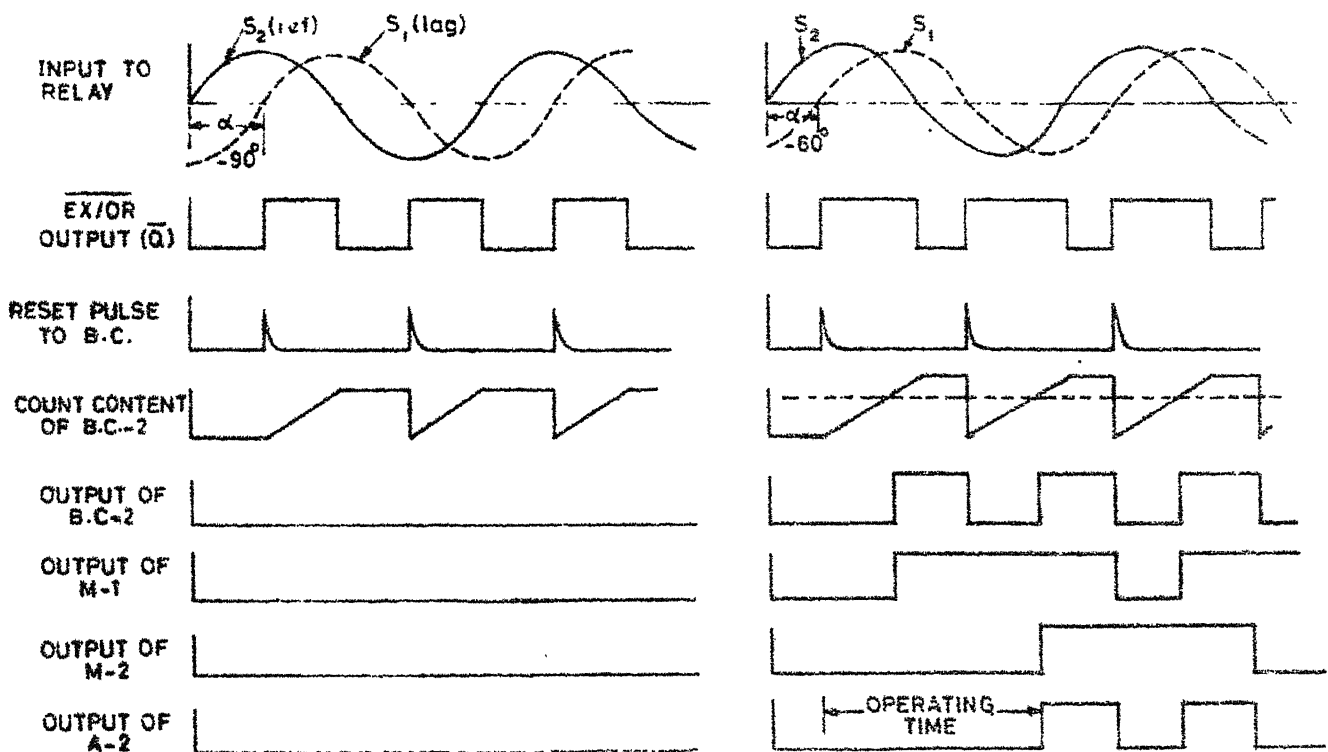 S₂(ref) S₁(lag) S₂ S₁
INPUT TO
RELAY
α α
-90° -60°
EX/OR
OUTPUT (Q̅)
RESET PULSE
TO B.C.
COUNT CONTENT
OF B.C.-2
OUTPUT OF
B.C-2
OUTPUT OF
M-1
OUTPUT OF
M-2
OPERATING
TIME
OUTPUT OF
A-2